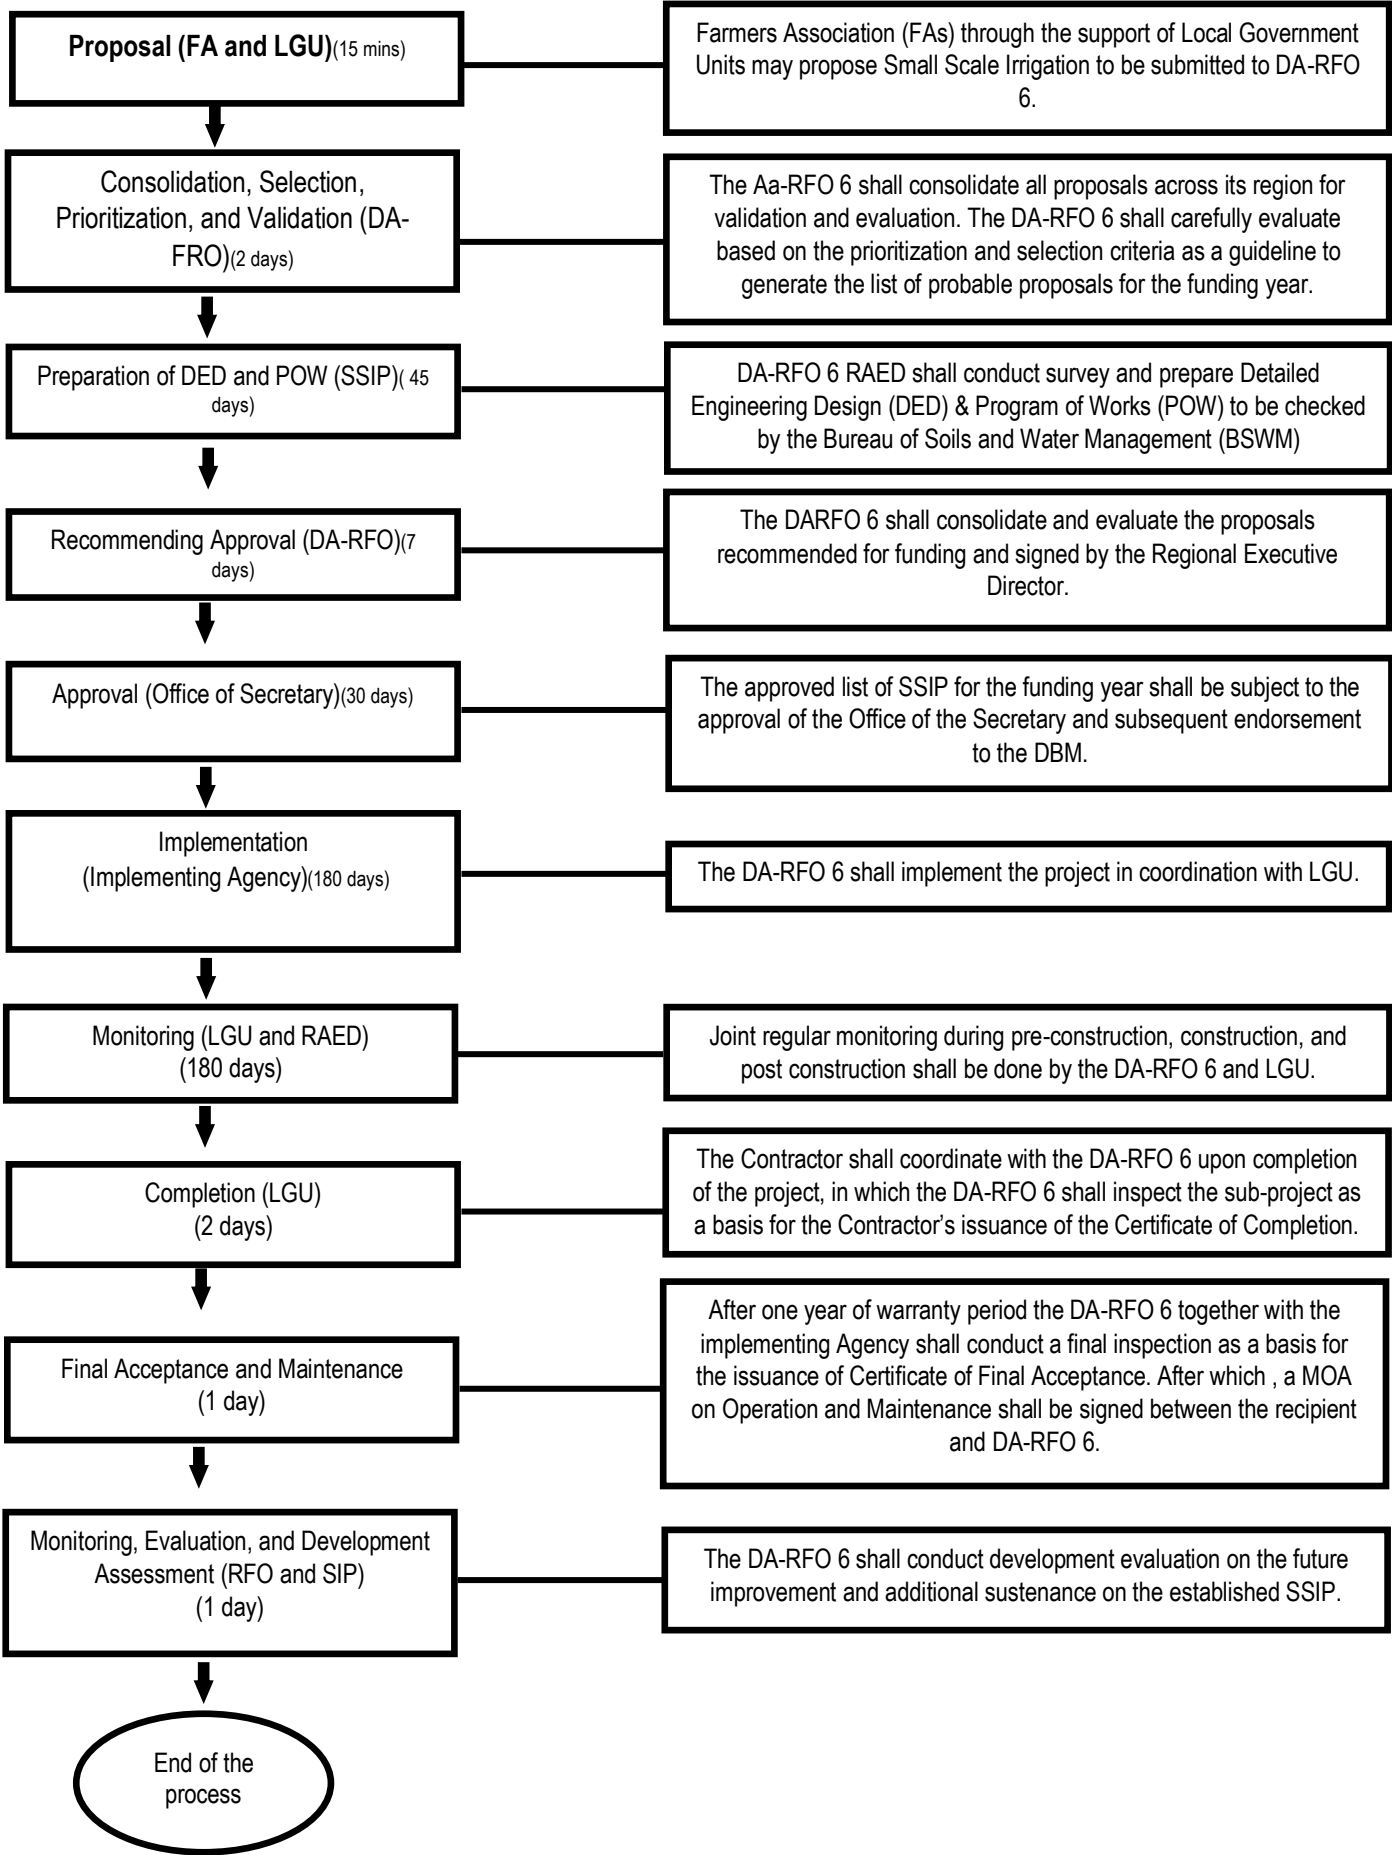 Proposal (FA and LGU)(15 mins)
Farmers Association (FAs) through the support of Local Government
Units may propose Small Scale Irrigation to be submitted to DA-RFO
6.
Consolidation, Selection,
Prioritization, and Validation (DA-
FRO)(2 days)
The Aa-RFO 6 shall consolidate all proposals across its region for
validation and evaluation. The DA-RFO 6 shall carefully evaluate
based on the prioritization and selection criteria as a guideline to
generate the list of probable proposals for the funding year.
Preparation of DED and POW (SSIP)( 45
days)
DA-RFO 6 RAED shall conduct survey and prepare Detailed
Engineering Design (DED) & Program of Works (POW) to be checked
by the Bureau of Soils and Water Management (BSWM)
Recommending Approval (DA-RFO)(7
days)
The DARFO 6 shall consolidate and evaluate the proposals
recommended for funding and signed by the Regional Executive
Director.
Approval (Office of Secretary)(30 days)
The approved list of SSIP for the funding year shall be subject to the
approval of the Office of the Secretary and subsequent endorsement
to the DBM.
Implementation
(Implementing Agency)(180 days)
The DA-RFO 6 shall implement the project in coordination with LGU.
Monitoring (LGU and RAED)
(180 days)
Joint regular monitoring during pre-construction, construction, and
post construction shall be done by the DA-RFO 6 and LGU.
Completion (LGU)
(2 days)
The Contractor shall coordinate with the DA-RFO 6 upon completion
of the project, in which the DA-RFO 6 shall inspect the sub-project as
a basis for the Contractor’s issuance of the Certificate of Completion.
Final Acceptance and Maintenance
(1 day)
After one year of warranty period the DA-RFO 6 together with the
implementing Agency shall conduct a final inspection as a basis for
the issuance of Certificate of Final Acceptance. After which , a MOA
on Operation and Maintenance shall be signed between the recipient
and DA-RFO 6.
Monitoring, Evaluation, and Development
Assessment (RFO and SIP)
(1 day)
The DA-RFO 6 shall conduct development evaluation on the future
improvement and additional sustenance on the established SSIP.
End of the
process